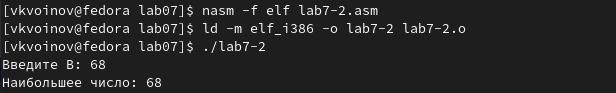 [vkvoinov@fedora lab07]$ nasm -f elf lab7-2.asm
[vkvoinov@fedora lab07]$ ld -m elf_i386 -o lab7-2 lab7-2.o
[vkvoinov@fedora lab07]$ ./lab7-2
Введите B: 68
Наибольшее число: 68